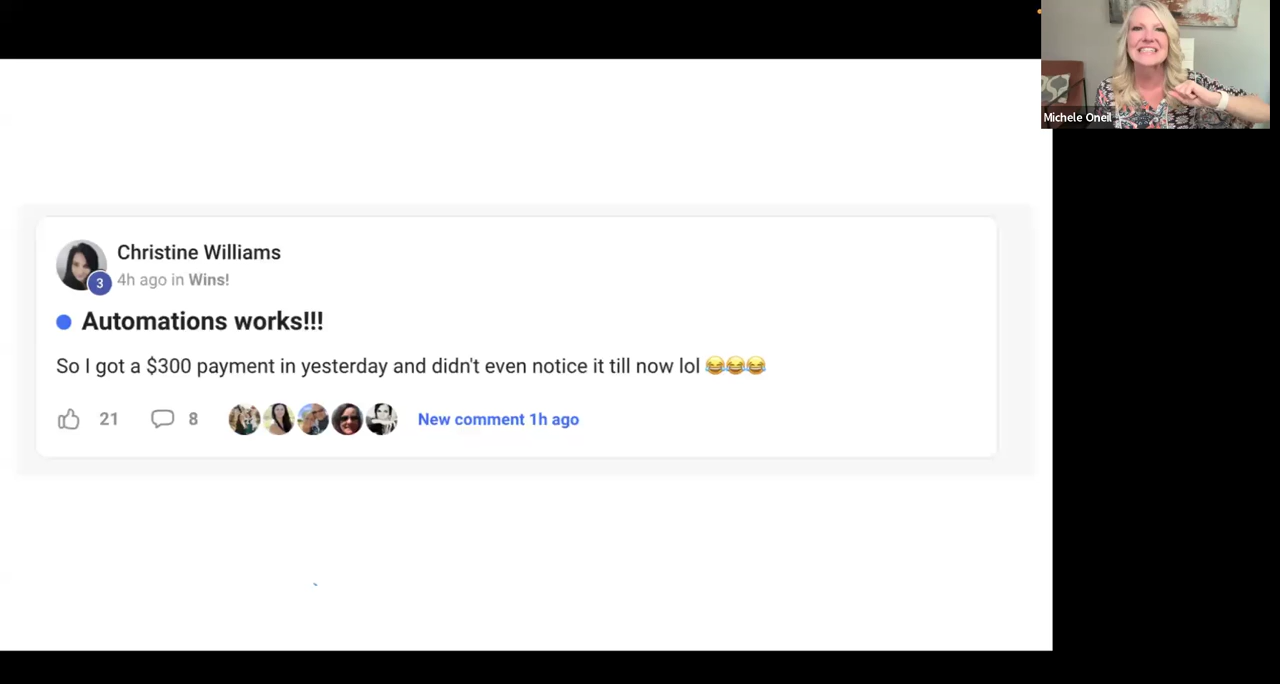 Michele Oneil
Christine Williams
3
4h ago in Wins!
Automations works!!!
So I got a $300 payment in yesterday and didn't even notice it till now lol 😂😂😂
21 8 New comment 1h ago